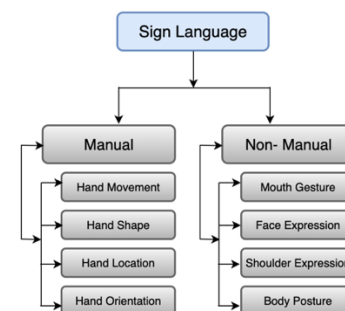 Sign Language
Manual
Non- Manual
Hand Movement
Mouth Gesture
Hand Shape
Face Expression
Hand Location
Shoulder Expression
Hand Orientation
Body Posture